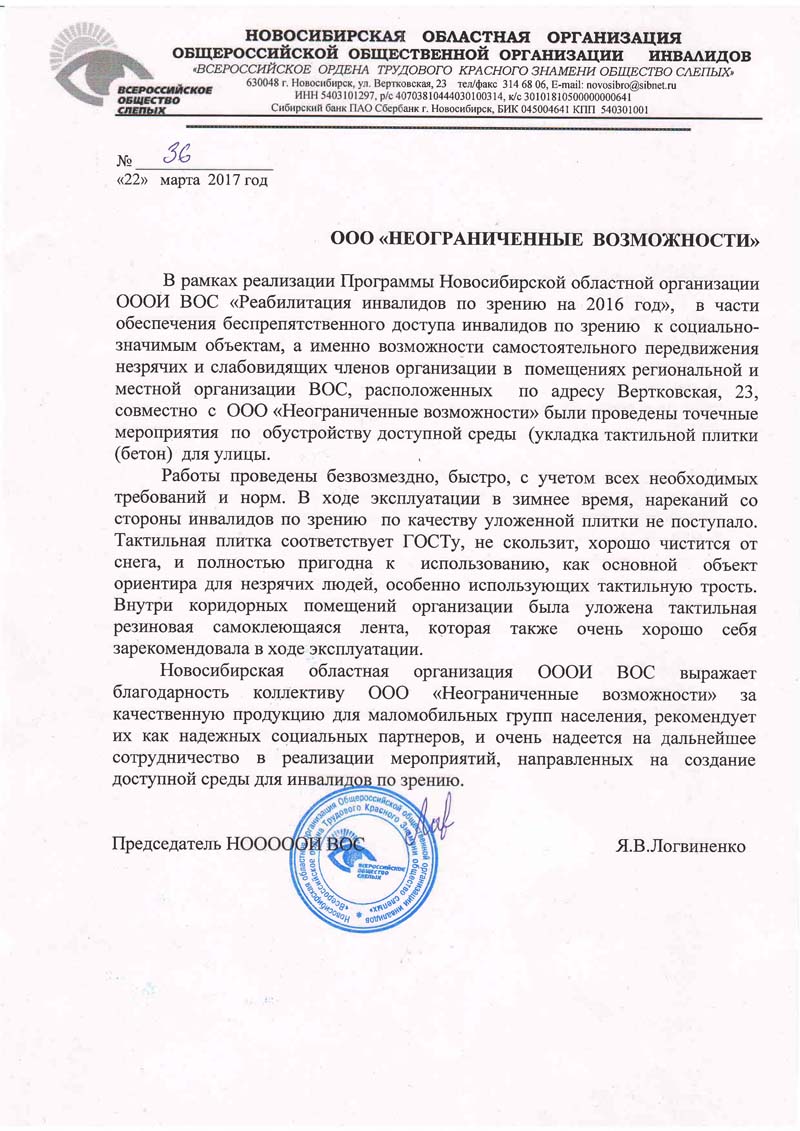 НОВОСИБИРСКАЯ ОБЛАСТНАЯ ОРГАНИЗАЦИЯ
ОБЩЕРОССИЙСКОЙ ОБЩЕСТВЕННОЙ ОРГАНИЗАЦИИ ИНВАЛИДОВ
«ВСЕРОССИЙСКОЕ ОРДЕНА ТРУДОВОГО КРАСНОГО ЗНАМЕНИ ОБЩЕСТВО СЛЕПЫХ»
630048 г. Новосибирск, ул. Вертковская, 23 тел/факс 314 68 06, E-mail: novosibro@sibnet.ru
ИНН 5403101297, р/с 40703810444030100314, к/с 30101810500000000641
Сибирский банк ПАО Сбербанк г. Новосибирск, БИК 045004641 КПП 540301001
ВСЕРОССИЙСКОЕ
ОБЩЕСТВО
СЛЕПЫХ
№ 36
«22» марта 2017 год
ООО «НЕОГРАНИЧЕННЫЕ ВОЗМОЖНОСТИ»
В рамках реализации Программы Новосибирской областной организации
ОООИ ВОС «Реабилитация инвалидов по зрению на 2016 год», в части
обеспечения беспрепятственного доступа инвалидов по зрению к социально-
значимым объектам, а именно возможности самостоятельного передвижения
незрячих и слабовидящих членов организации в помещениях региональной и
местной организации ВОС, расположенных по адресу Вертковская, 23,
совместно с ООО «Неограниченные возможности» были проведены точечные
мероприятия по обустройству доступной среды (укладка тактильной плитки
(бетон) для улицы.
Работы проведены безвозмездно, быстро, с учетом всех необходимых
требований и норм. В ходе эксплуатации в зимнее время, нареканий со
стороны инвалидов по зрению по качеству уложенной плитки не поступало.
Тактильная плитка соответствует ГОСТу, не скользит, хорошо чистится от
снега, и полностью пригодна к использованию, как основной объект
ориентира для незрячих людей, особенно использующих тактильную трость.
Внутри коридорных помещений организации была уложена тактильная
резиновая самоклеющаяся лента, которая также очень хорошо себя
зарекомендовала в ходе эксплуатации.
Новосибирская областная организация ОООИ ВОС выражает
благодарность коллективу ООО «Неограниченные возможности» за
качественную продукцию для маломобильных групп населения, рекомендует
их как надежных социальных партнеров, и очень надеется на дальнейшее
сотрудничество в реализации мероприятий, направленных на создание
доступной среды для инвалидов по зрению.
Председатель НОООООИ ВОС Я.В.Логвиненко
Новосибирская областная организация Общероссийской общественной организации инвалидов
«Всероссийское ордена Трудового Красного Знамени общество слепых»
ВСЕРОССИЙСКОЕ
ОБЩЕСТВО
СЛЕПЫХ